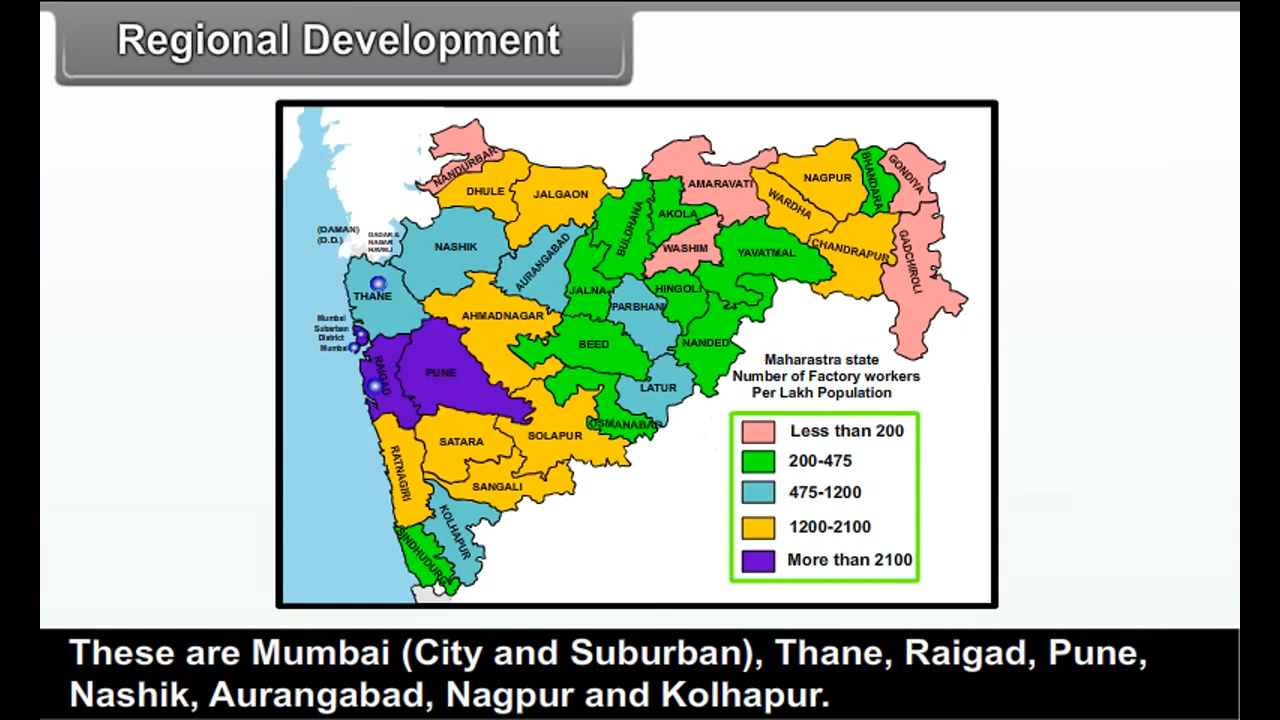 Regional Development
NANDURBAR
DHULE
JALGAON
AMARAVATI
NAGPUR
BHANDARA
GONDIYA
WARDHA
BULDHANA
AKOLA
WASHIM
YAVATMAL
CHANDRAPUR
GADCHIROLI
(DAMAN)
(D.D.)
DADAR &
NAGAR
HAVELI
NASHIK
AURANGABAD
JALNA
HINGOLI
PARBHANI
THANE
Mumbai
Suburban
District
Mumbai
AHMADNAGAR
BEED
NANDED
RAIGAD
PUNE
LATUR
OSMANABAD
SATARA
SOLAPUR
RATNAGIRI
SANGALI
KOLHAPUR
SINDHUDURG
Maharastra state
Number of Factory workers
Per Lakh Population
Less than 200
200-475
475-1200
1200-2100
More than 2100
These are Mumbai (City and Suburban), Thane, Raigad, Pune,
Nashik, Aurangabad, Nagpur and Kolhapur.